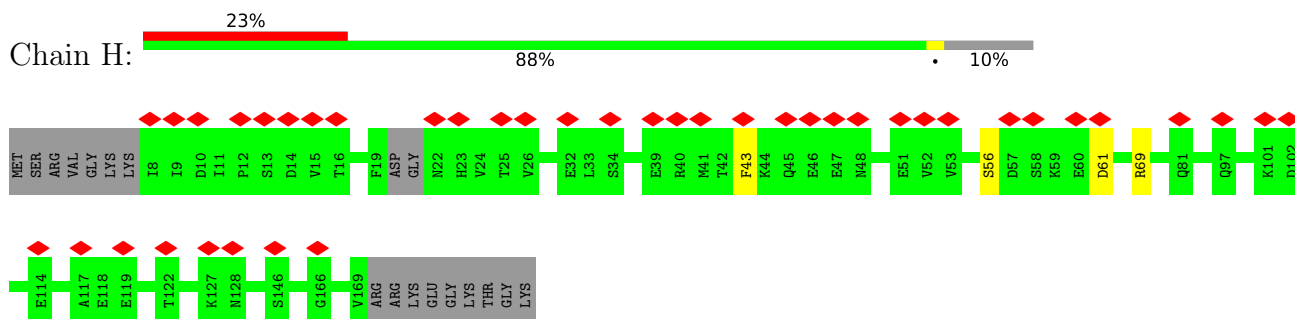 23%
Chain H:
88%
•
10%
MET SER ARG VAL GLY LYS LYS I8 I9 D10 I11 P12 S13 D14 V15 T16 F19 ASP GLY N22 H23 V24 T25 V26 E32 L33 S34 E39 R40 M41 T42 F43 K44 Q45 E46 E47 N48 E51 V52 V53 S56 D57 S58 K59 E60 D61 R69 Q81 Q97 K101 D102
E114 A117 E118 E119 T122 K127 N128 S146 G166 V169 ARG ARG LYS GLU GLY LYS THR GLY LYS